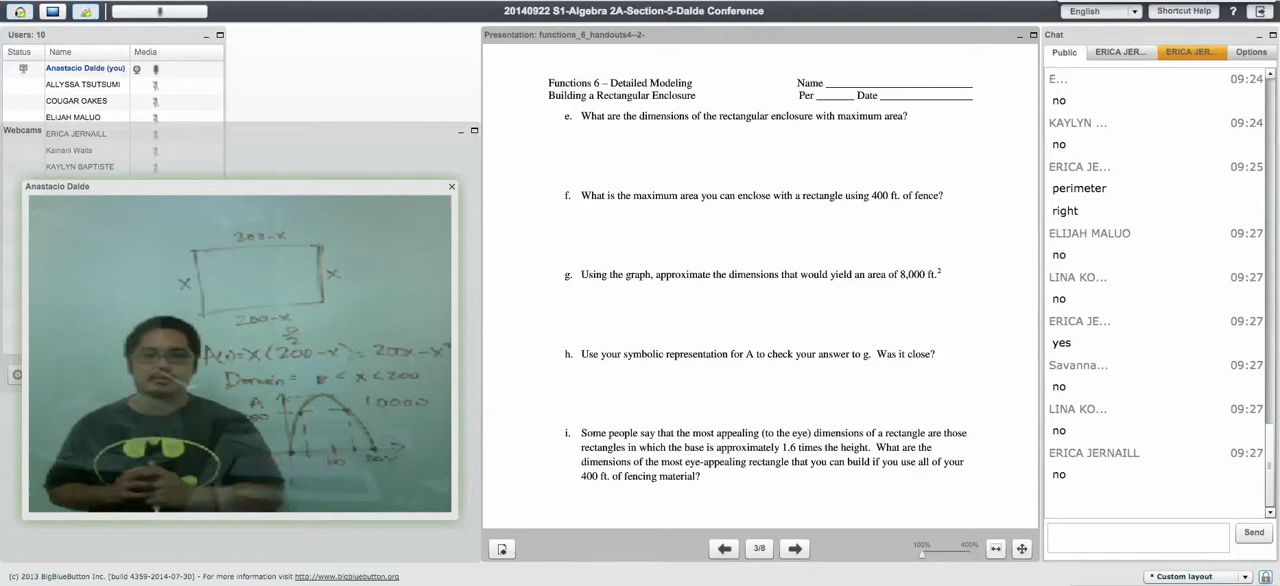 20140922 S1-Algebra 2A-Section-5-Dalde Conference
English
Shortcut Help
?
Users: 10
Status Name Media
Anastacio Dalde (you)
ALLYSSA TSUTSUMI
COUGAR OAKES
ELIJAH MALUO
ERICA JERNAILL
Kainani Waits
KAYLYN BAPTISTE
Webcams
Anastacio Dalde
200-x
x
x
200-x
x(200-x) = 200x-x
Domain =
< x < 200
A
10000
Presentation: functions_6_handouts4--2-
Functions 6 – Detailed Modeling Name
Building a Rectangular Enclosure Per Date
e. What are the dimensions of the rectangular enclosure with maximum area?
f. What is the maximum area you can enclose with a rectangle using 400 ft. of fence?
g. Using the graph, approximate the dimensions that would yield an area of 8,000 ft.²
h. Use your symbolic representation for A to check your answer to g. Was it close?
i. Some people say that the most appealing (to the eye) dimensions of a rectangle are those
rectangles in which the base is approximately 1.6 times the height. What are the
dimensions of the most eye-appealing rectangle that you can build if you use all of your
400 ft. of fencing material?
3/8
100% 400%
Chat
Public ERICA JER... ERICA JER... Options
E... 09:24
no
KAYLYN ... 09:24
no
ERICA JE... 09:25
perimeter
right
ELIJAH MALUO 09:27
no
LINA KO... 09:27
no
ERICA JE... 09:27
yes
Savanna... 09:27
no
LINA KO... 09:27
no
ERICA JERNAILL 09:27
no
Send
(c) 2013 BigBlueButton Inc. [build 4359-2014-07-30] - For more information visit http://www.bigbluebutton.org
* Custom layout